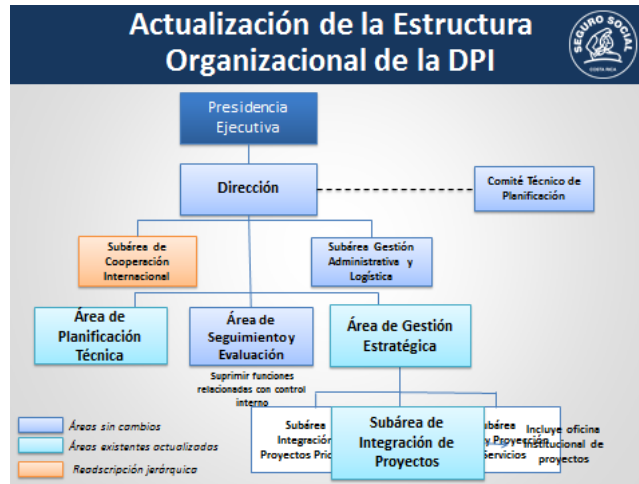 Actualización de la Estructura
Organizacional de la DPI
SEGURO SOCIAL
COSTA RICA
Presidencia
Ejecutiva
Dirección
Comité Técnico de
Planificación
Subárea de
Cooperación
Internacional
Subárea Gestión
Administrativa y
Logística
Área de
Planificación
Técnica
Área de
Seguimiento y
Evaluación
Área de Gestión
Estratégica
Suprimir funciones
relacionadas con control
interno
Subárea
Integración
Proyectos
Subárea de
Integración de
Proyectos
y Proyección
Servicios
Incluye oficina
institucional de
proyectos
Áreas sin cambios
Áreas existentes actualizadas
Readscripción jerárquica